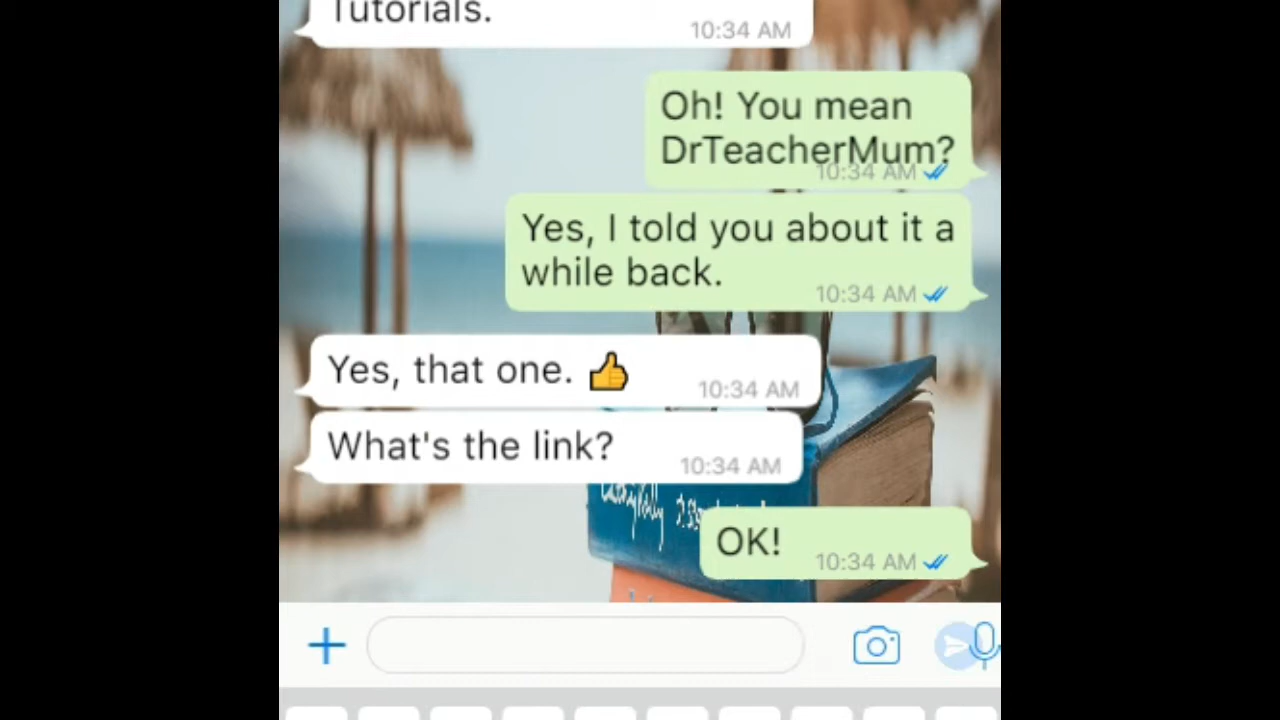 Tutorials.
10:34 AM
Oh! You mean
DrTeacherMum?
10:34 AM
Yes, I told you about it a
while back.
10:34 AM
Yes, that one. 👍
10:34 AM
What's the link?
10:34 AM
OK!
10:34 AM